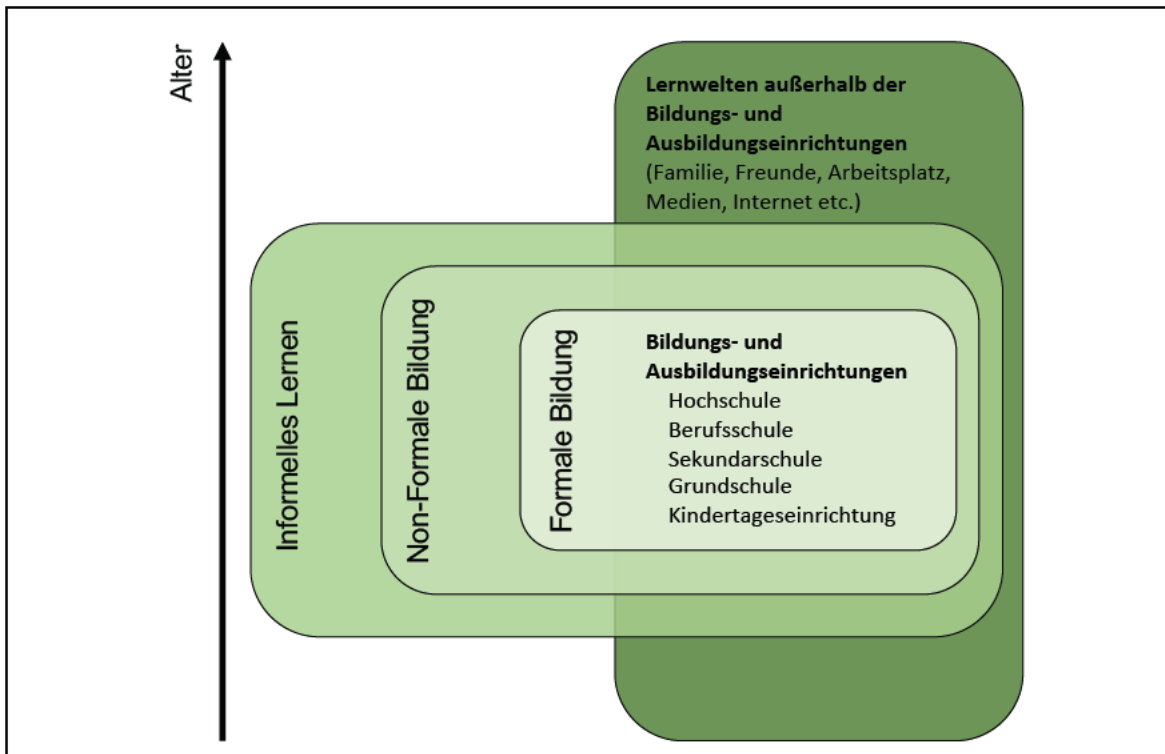 Alter
Lernwelten außerhalb der
Bildungs- und
Ausbildungseinrichtungen
(Familie, Freunde, Arbeitsplatz,
Medien, Internet etc.)
Informelles Lernen
Non-Formale Bildung
Formale Bildung
Bildungs- und
Ausbildungseinrichtungen
Hochschule
Berufsschule
Sekundarschule
Grundschule
Kindertageseinrichtung